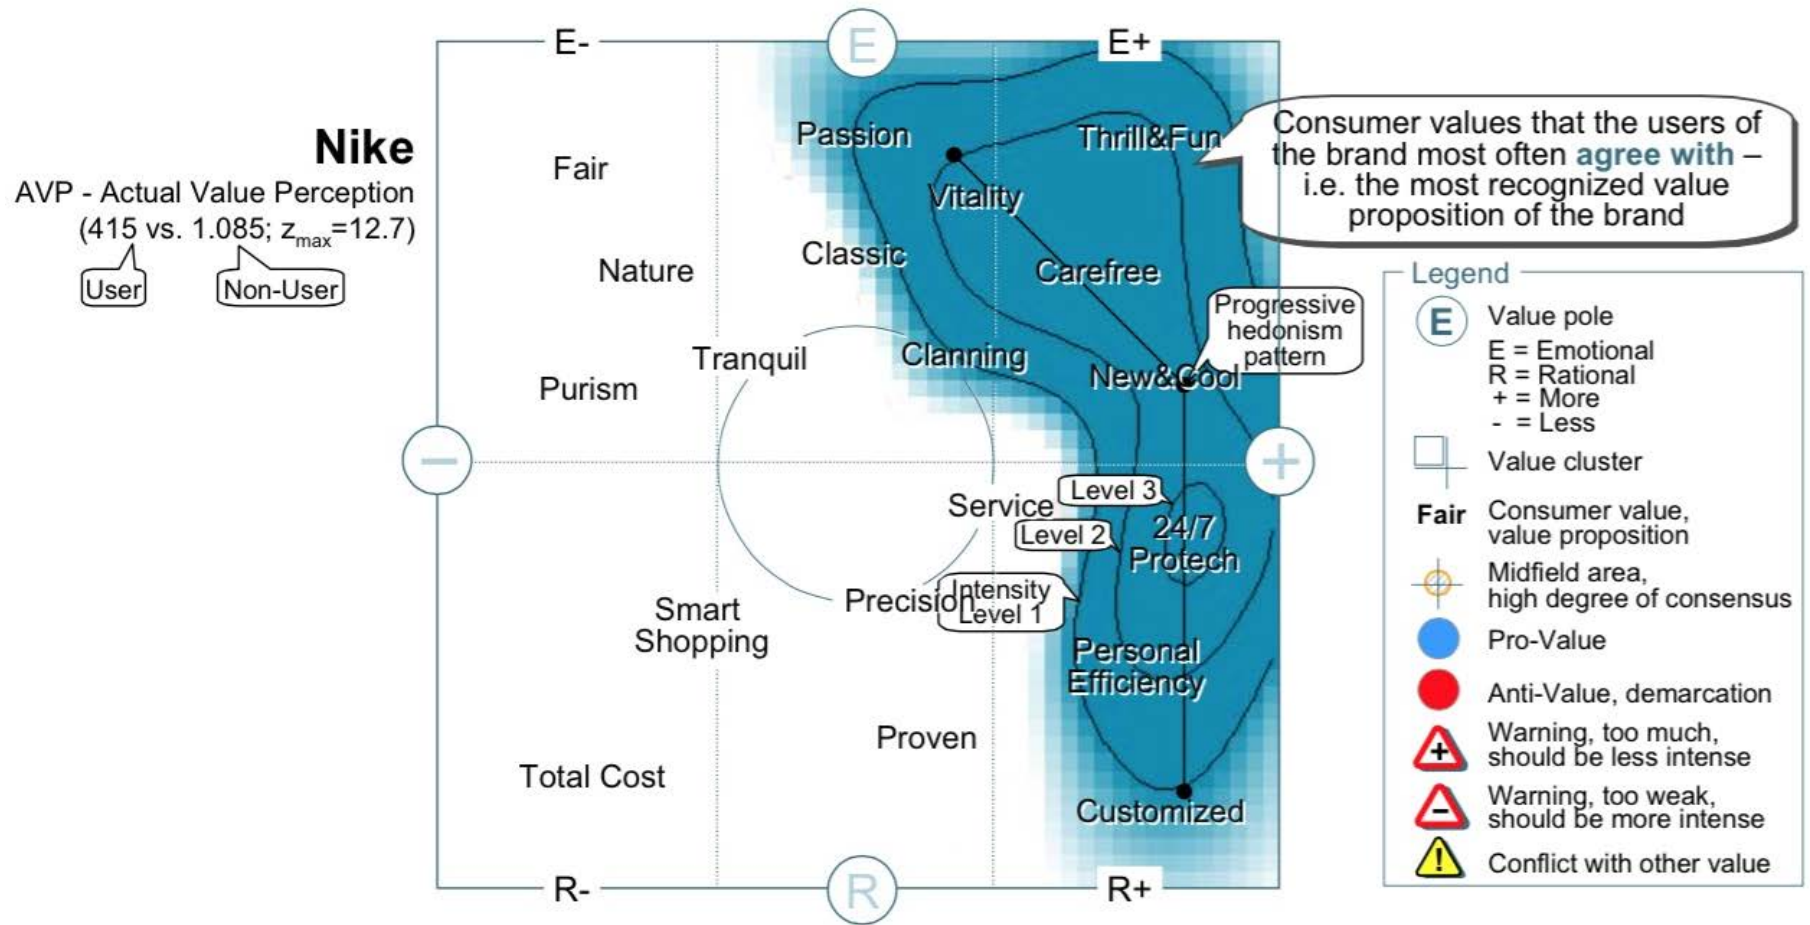 E-
E
E+
Nike
AVP - Actual Value Perception
(415 vs. 1.085; zmax=12.7)
User
Non-User
Passion
Thrill&Fun
Fair
Vitality
Classic
Nature
Carefree
Tranquil
Clanning
Purism
New&Cool
Consumer values that the users of
the brand most often agree with –
i.e. the most recognized value
proposition of the brand
Progressive
hedonism
pattern
−
+
Service
Level 3
Level 2
24/7
Protech
Precision
Intensity
Level 1
Smart
Shopping
Personal
Efficiency
Proven
Total Cost
Customized
R-
R
R+
Legend
E
Value pole
E = Emotional
R = Rational
+ = More
- = Less
Value cluster
Fair
Consumer value,
value proposition
Midfield area,
high degree of consensus
Pro-Value
Anti-Value, demarcation
+
Warning, too much,
should be less intense
−
Warning, too weak,
should be more intense
!
Conflict with other value